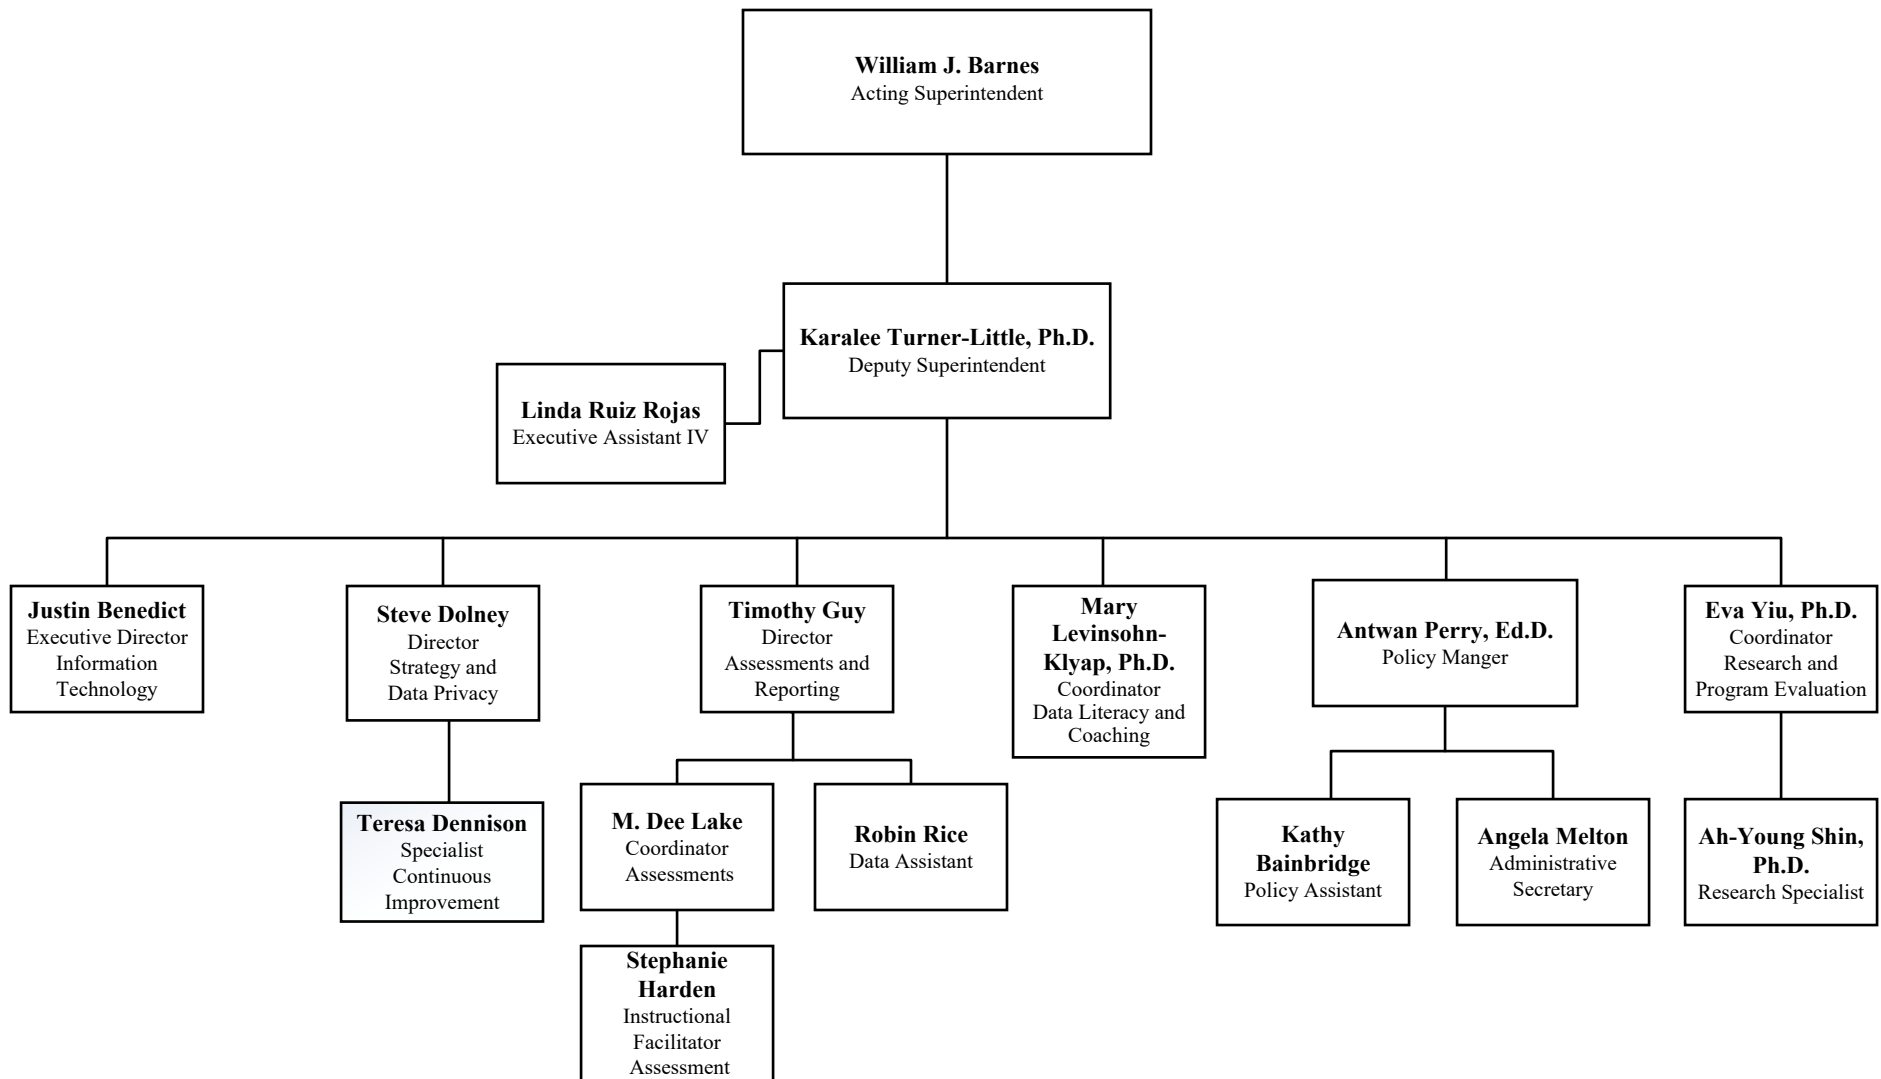 William J. Barnes
Acting Superintendent
Karalee Turner-Little, Ph.D.
Deputy Superintendent
Linda Ruiz Rojas
Executive Assistant IV
Justin Benedict
Executive Director
Information
Technology
Steve Dolney
Director
Strategy and
Data Privacy
Timothy Guy
Director
Assessments and
Reporting
Mary
Levinsohn-
Klyap, Ph.D.
Coordinator
Data Literacy and
Coaching
Antwan Perry, Ed.D.
Policy Manger
Eva Yiu, Ph.D.
Coordinator
Research and
Program Evaluation
Teresa Dennison
Specialist
Continuous
Improvement
M. Dee Lake
Coordinator
Assessments
Robin Rice
Data Assistant
Kathy
Bainbridge
Policy Assistant
Angela Melton
Administrative
Secretary
Ah-Young Shin,
Ph.D.
Research Specialist
Stephanie
Harden
Instructional
Facilitator
Assessment